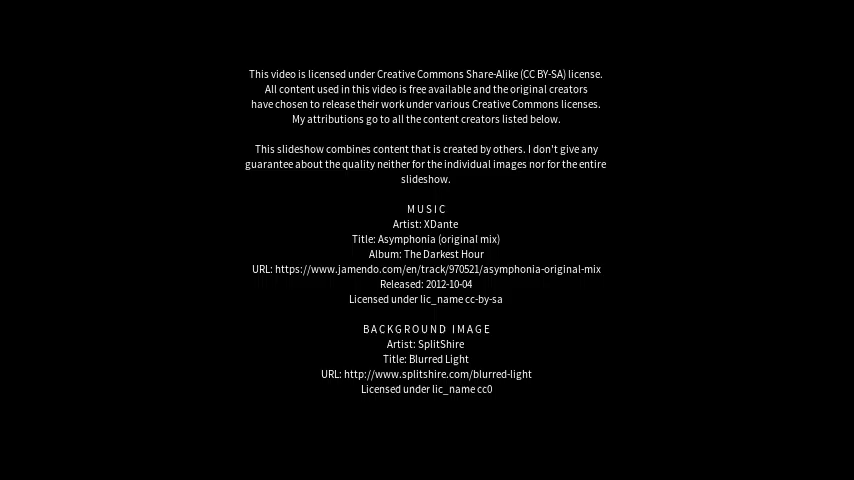 This video is licensed under Creative Commons Share-Alike (CC BY-SA) license.
All content used in this video is free available and the original creators
have chosen to release their work under various Creative Commons licenses.
My attributions go to all the content creators listed below.
This slideshow combines content that is created by others. I don't give any
guarantee about the quality neither for the individual images nor for the entire
slideshow.
MUSIC
Artist: XDante
Title: Asymphonia (original mix)
Album: The Darkest Hour
URL: https://www.jamendo.com/en/track/970521/asymphonia-original-mix
Released: 2012-10-04
Licensed under lic_name cc-by-sa
BACKGROUND IMAGE
Artist: SplitShire
Title: Blurred Light
URL: http://www.splitshire.com/blurred-light
Licensed under lic_name cc0